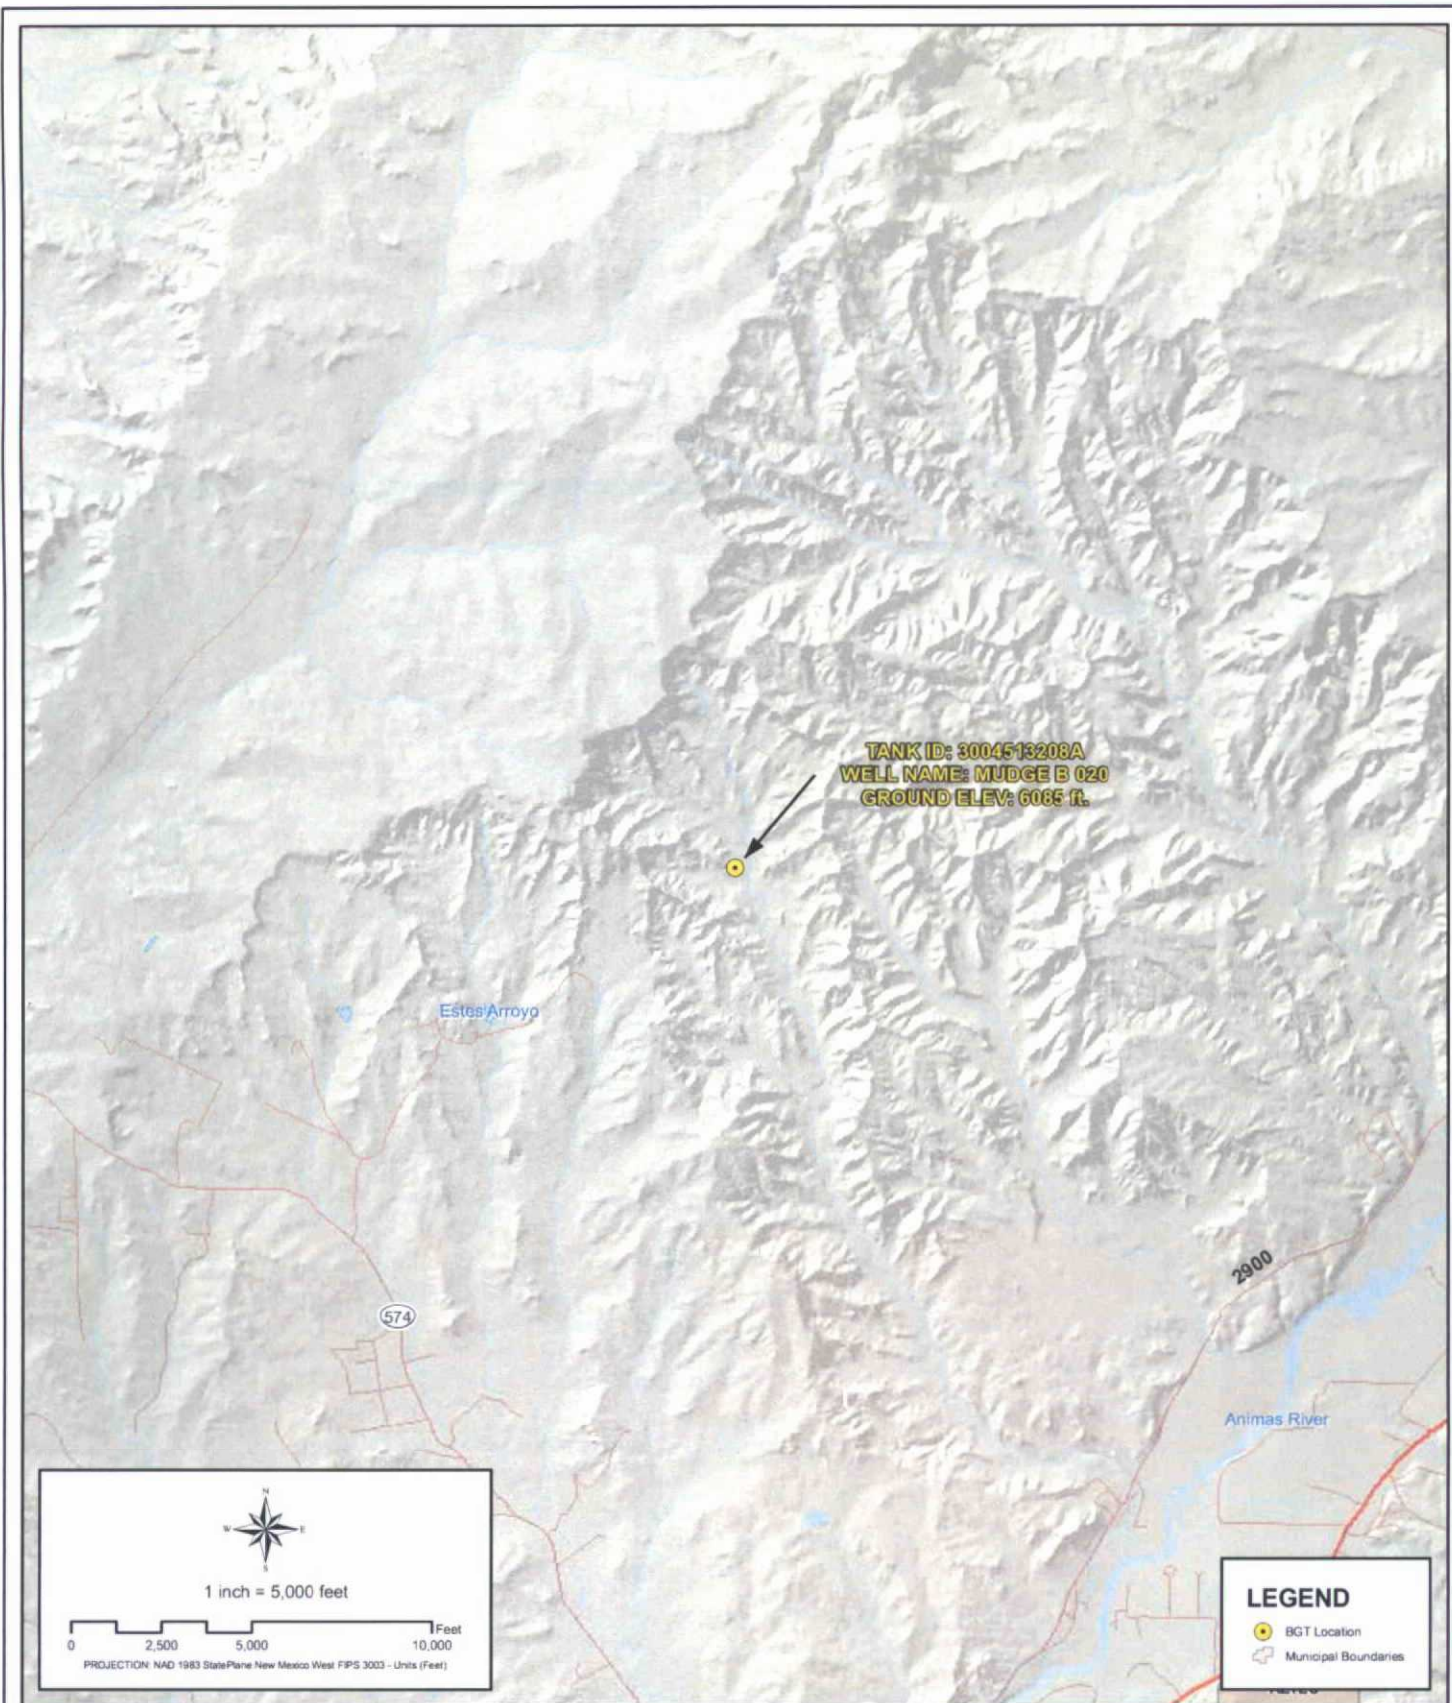 TANK ID: 3004513208A
WELL NAME: MUDGE B 020
GROUND ELEV: 6085 ft.
Estes Arroyo
2900
574
Animas River
N
W E
S
1 inch = 5,000 feet
Feet
0 2,500 5,000 10,000
PROJECTION: NAD 1983 StatePlane New Mexico West FIPS 3003 - Units (Feet)
LEGEND
BGT Location
Municipal Boundaries